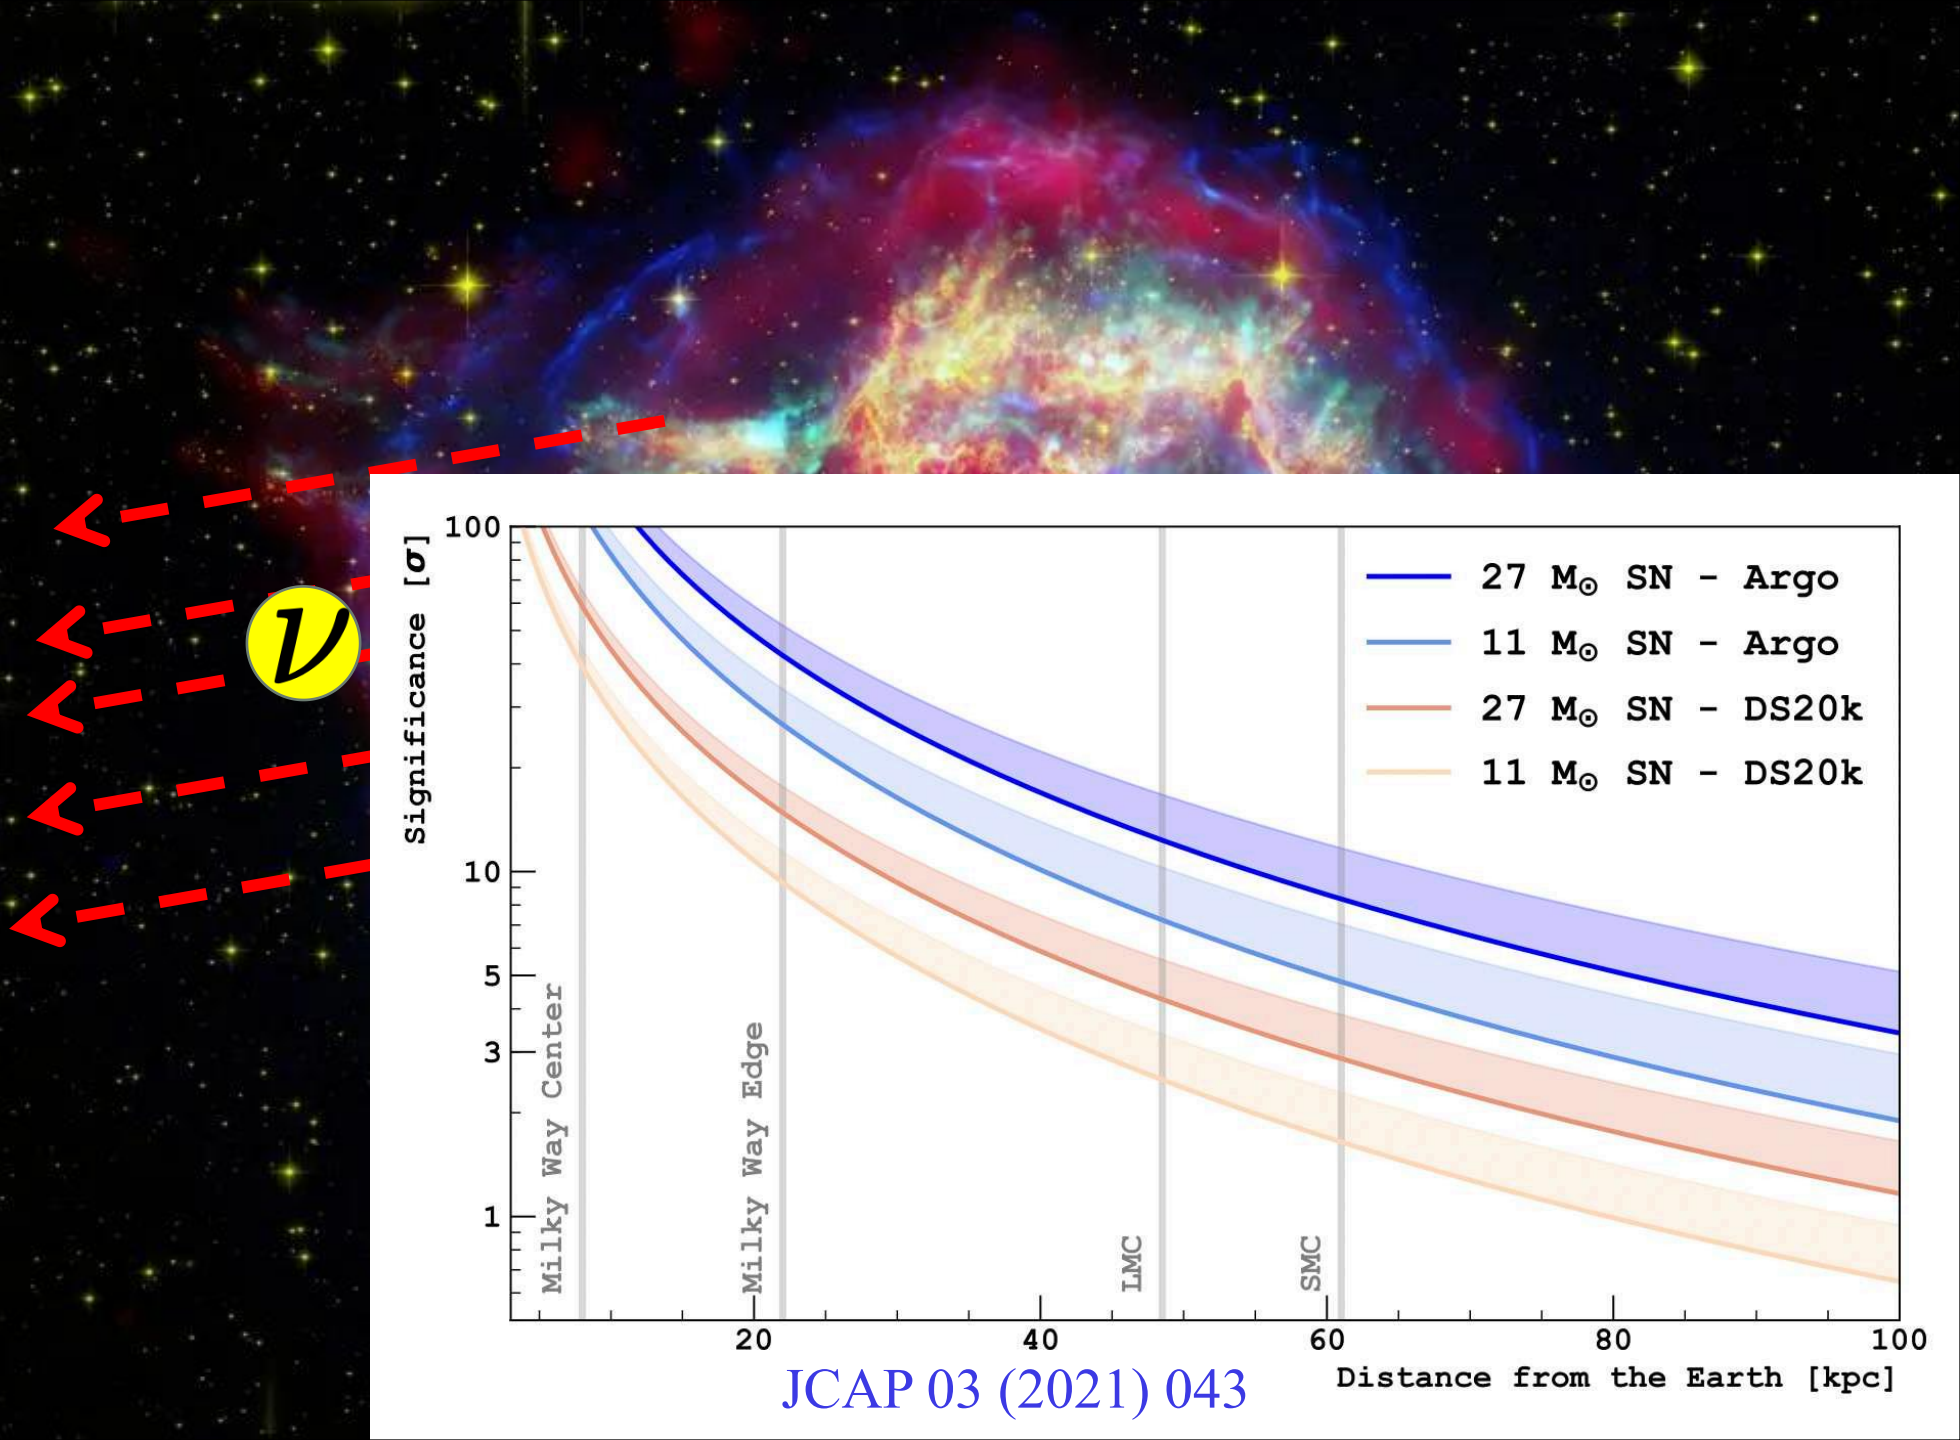 ν
Significance [σ]
100
10
5
3
1
27 M☉ SN – Argo
11 M☉ SN – Argo
27 M☉ SN – DS20k
11 M☉ SN – DS20k
Milky Way Center
Milky Way Edge
LMC
SMC
20 40 60 80 100
Distance from the Earth [kpc]
JCAP 03 (2021) 043